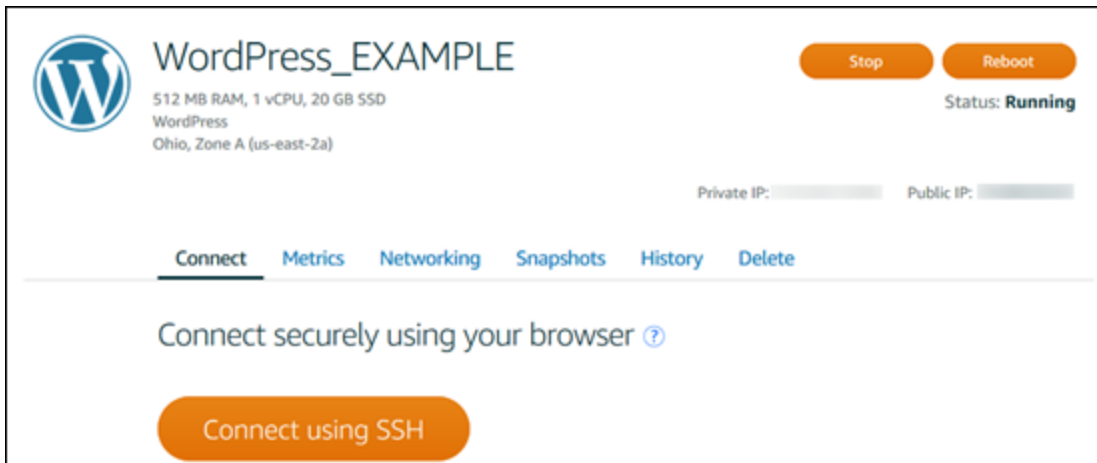 WordPress_EXAMPLE
512 MB RAM, 1 vCPU, 20 GB SSD
WordPress
Ohio, Zone A (us-east-2a)
Stop Reboot
Status: Running
Private IP: Public IP:
Connect Metrics Networking Snapshots History Delete
Connect securely using your browser ?
Connect using SSH